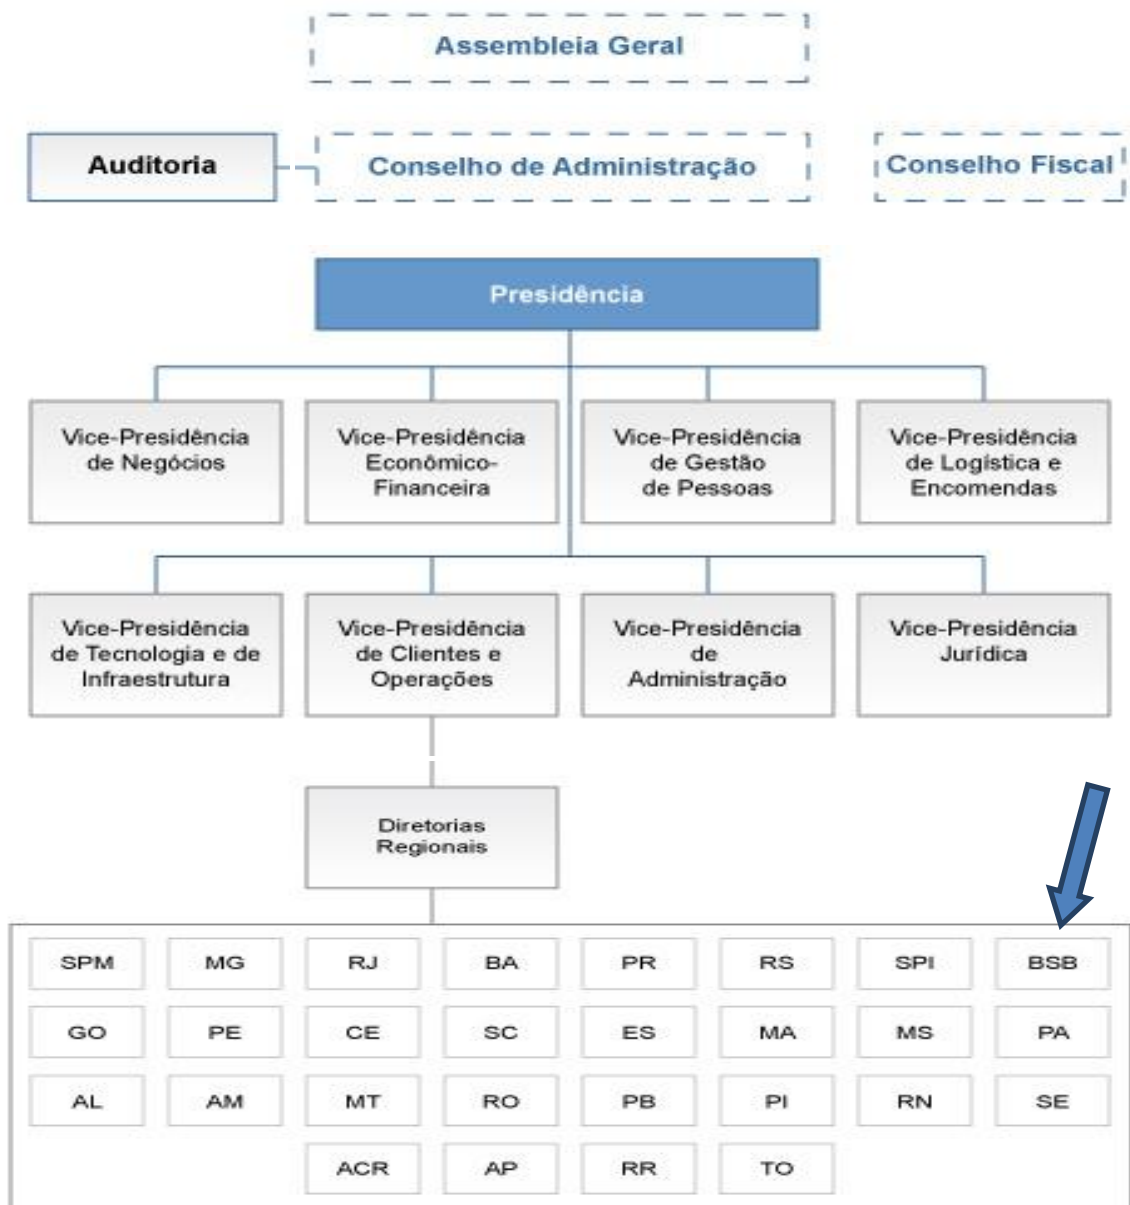 Assembleia Geral
Auditoria
Conselho de Administração
Conselho Fiscal
Presidência
Vice-Presidência
de Negócios
Vice-Presidência
Econômico-
Financeira
Vice-Presidência
de Gestão
de Pessoas
Vice-Presidência
de Logística e
Encomendas
Vice-Presidência
de Tecnologia e de
Infraestrutura
Vice-Presidência
de Clientes e
Operações
Vice-Presidência
de
Administração
Vice-Presidência
Jurídica
Diretorias
Regionais
SPM MG RJ BA PR RS SPI BSB
GO PE CE SC ES MA MS PA
AL AM MT RO PB PI RN SE
ACR AP RR TO